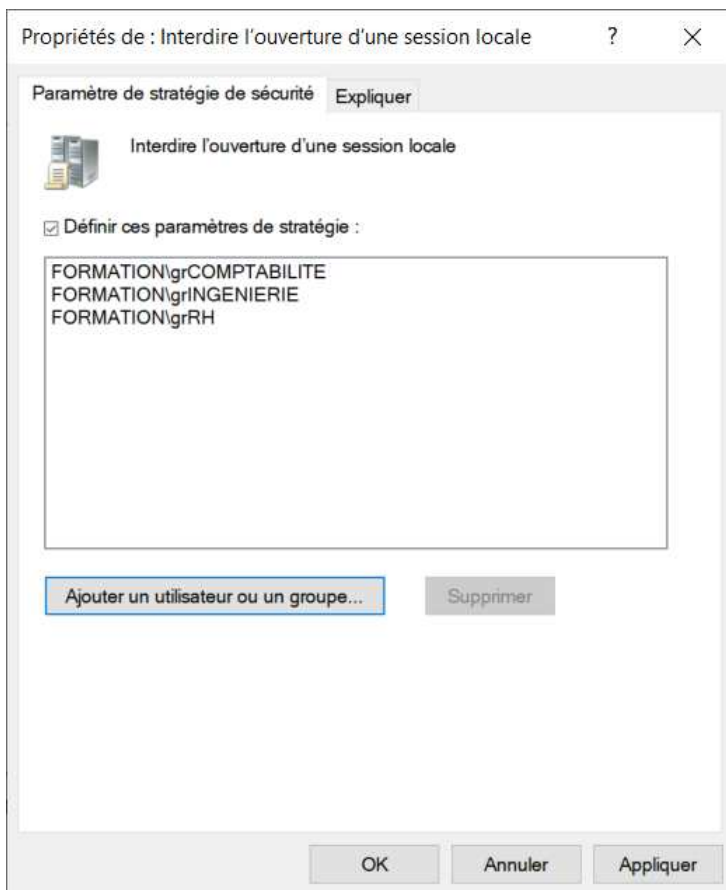 Propriétés de : Interdire l’ouverture d’une session locale ?
Paramètre de stratégie de sécurité Expliquer
Interdire l’ouverture d’une session locale
Définir ces paramètres de stratégie :
FORMATION\grCOMPTABILITE
FORMATION\grINGENIERIE
FORMATION\grRH
Ajouter un utilisateur ou un groupe... Supprimer
OK Annuler Appliquer